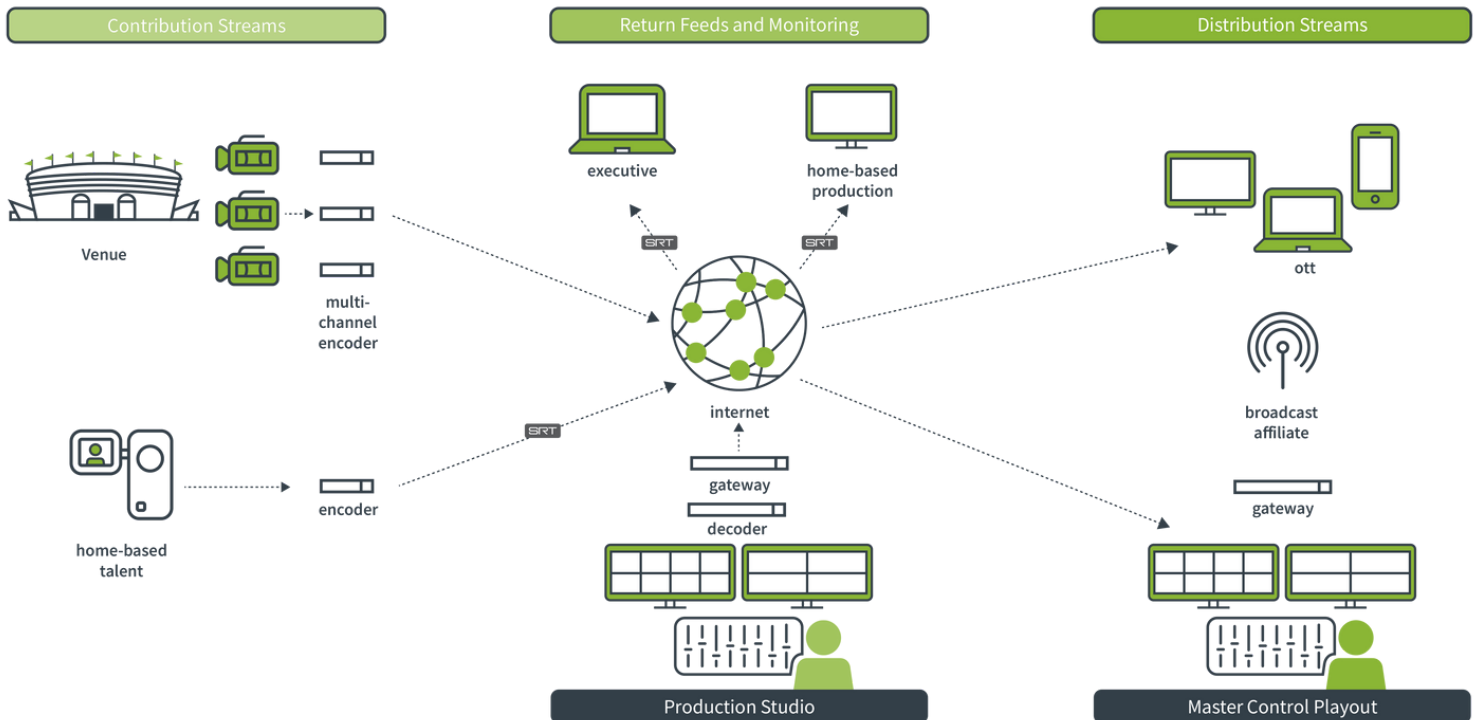 Contribution Streams
Return Feeds and Monitoring
Distribution Streams
Venue
multi-
channel
encoder
home-based
talent
encoder
SRT
executive
home-based
production
SRT
SRT
internet
gateway
decoder
Production Studio
ott
broadcast
affiliate
gateway
Master Control Playout